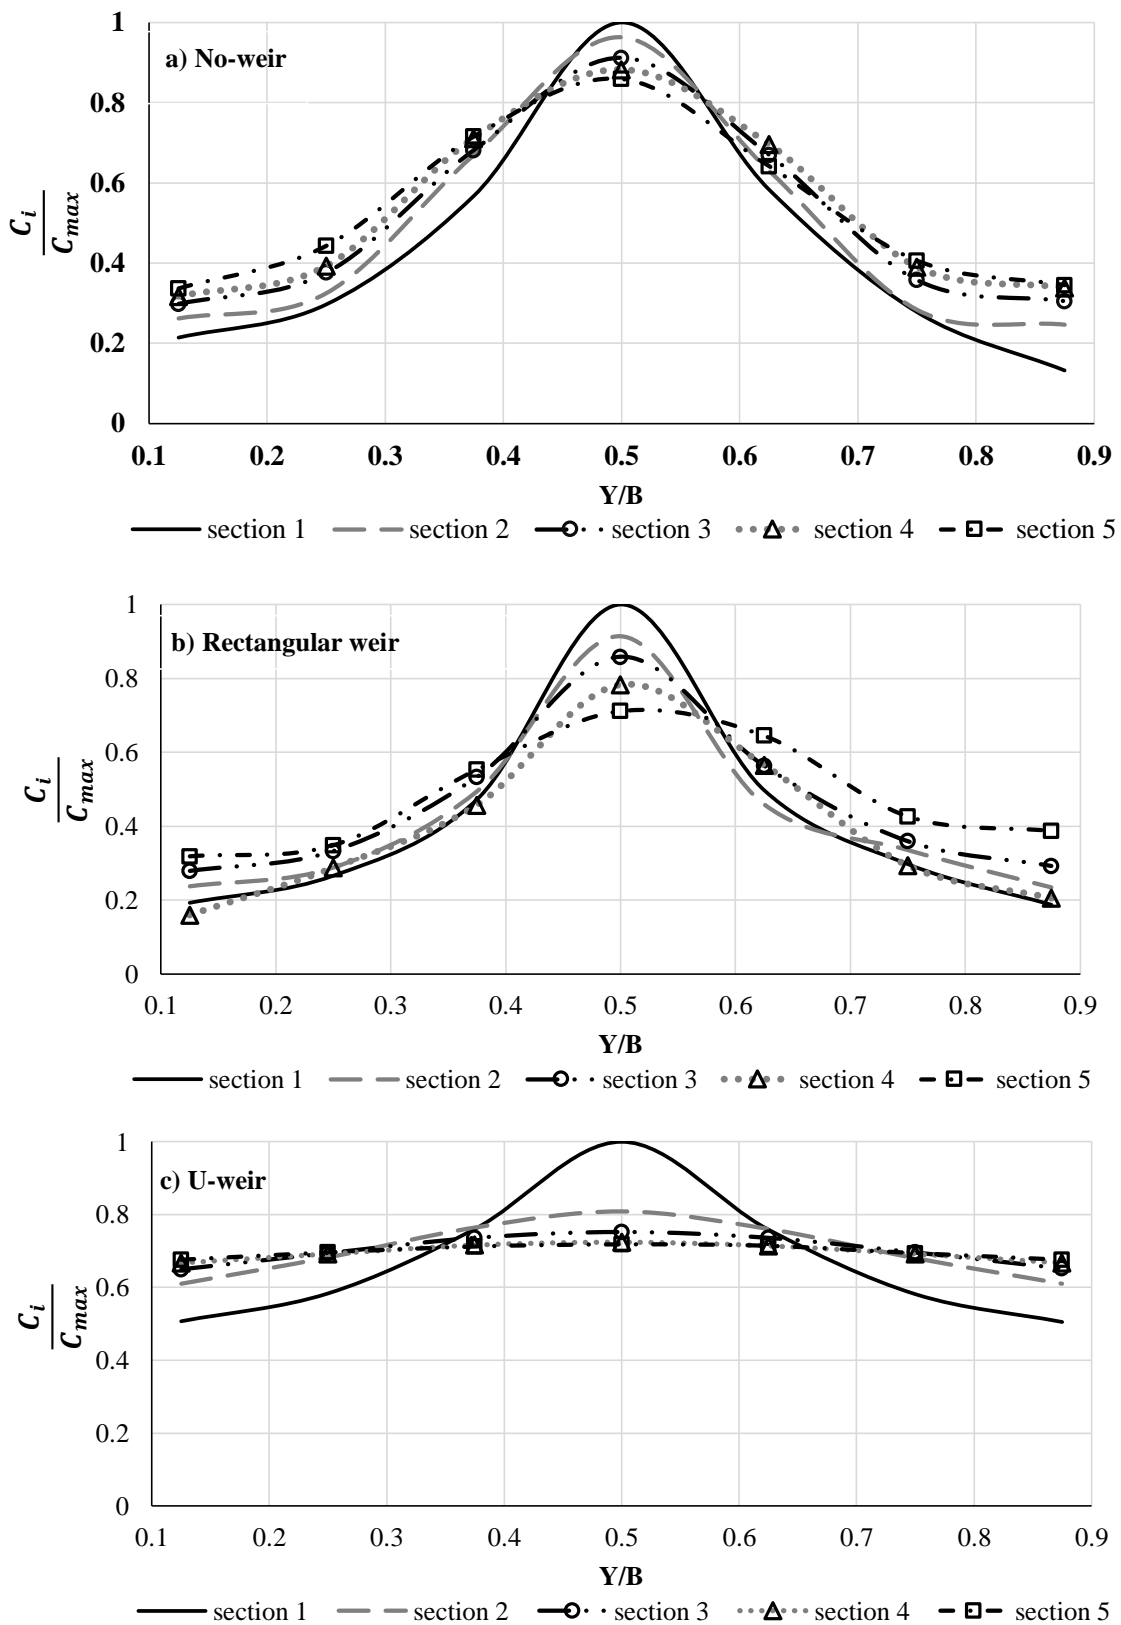 1
a) No-weir
0.8
0.6
C_i
C_max
0.4
0.2
0
0.1 0.2 0.3 0.4 0.5 0.6 0.7 0.8 0.9
Y/B
section 1 section 2 section 3 section 4 section 5
1
b) Rectangular weir
0.8
0.6
C_i
C_max
0.4
0.2
0
0.1 0.2 0.3 0.4 0.5 0.6 0.7 0.8 0.9
Y/B
section 1 section 2 section 3 section 4 section 5
1
c) U-weir
0.8
0.6
C_i
C_max
0.4
0.2
0
0.1 0.2 0.3 0.4 0.5 0.6 0.7 0.8 0.9
Y/B
section 1 section 2 section 3 section 4 section 5